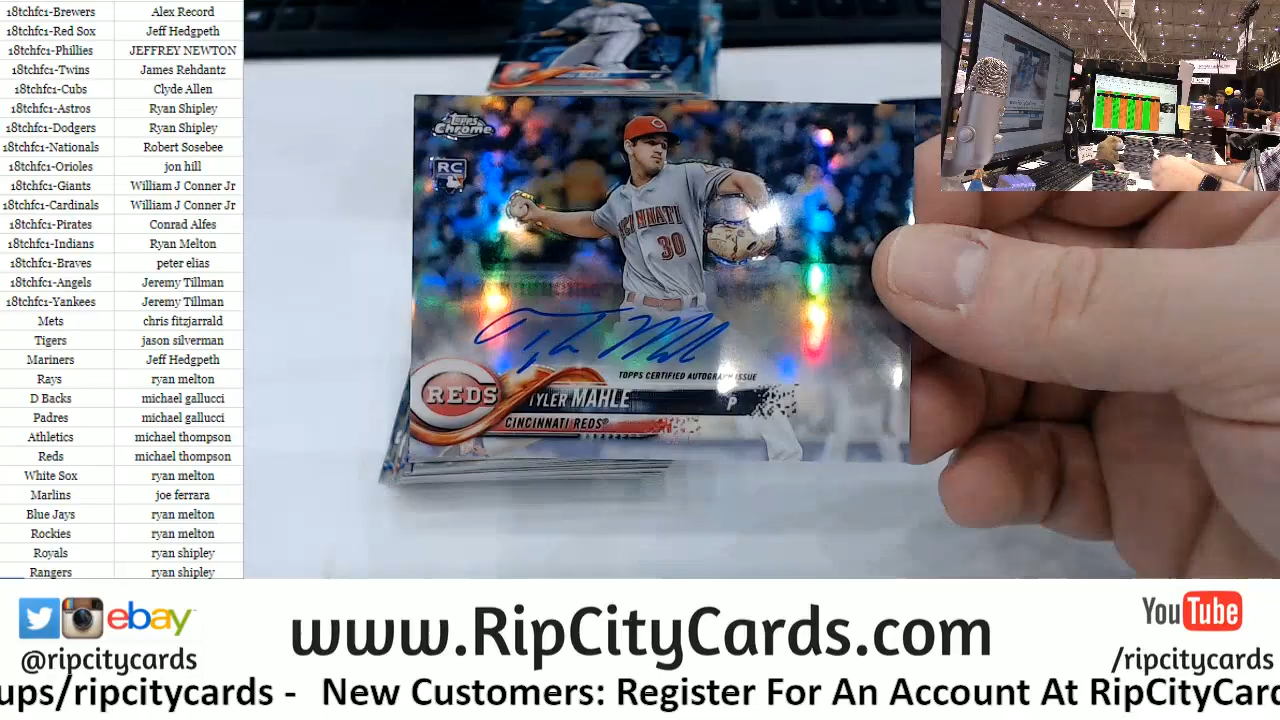 18tchfc1-Brewers Alex Record
18tchfc1-Red Sox Jeff Hedgpeth
18tchfc1-Phillies JEFFREY NEWTON
18tchfc1-Twins James Rehdantz
18tchfc1-Cubs Clyde Allen
18tchfc1-Astros Ryan Shipley
18tchfc1-Dodgers Ryan Shipley
18tchfc1-Nationals Robert Sosebee
18tchfc1-Orioles jon hill
18tchfc1-Giants William J Conner Jr
18tchfc1-Cardinals William J Conner Jr
18tchfc1-Pirates Conrad Alfes
18tchfc1-Indians Ryan Melton
18tchfc1-Braves peter elias
18tchfc1-Angels Jeremy Tillman
18tchfc1-Yankees Jeremy Tillman
Mets chris fitzjarrald
Tigers jason silverman
Mariners Jeff Hedgpeth
Rays ryan melton
D Backs michael gallucci
Padres michael gallucci
Athletics michael thompson
Reds michael thompson
White Sox ryan melton
Marlins joe ferrara
Blue Jays ryan melton
Rockies ryan melton
Royals ryan shipley
Rangers ryan shipley
Topps
Chrome
RC
CINCINNATI
30
TOPPS CERTIFIED AUTOGRAPH ISSUE
REDS
TYLER MAHLE P
CINCINNATI REDS
ebay
@ripcitycards
www.RipCityCards.com
YouTube
/ripcitycards
ups/ripcitycards - New Customers: Register For An Account At RipCityCard